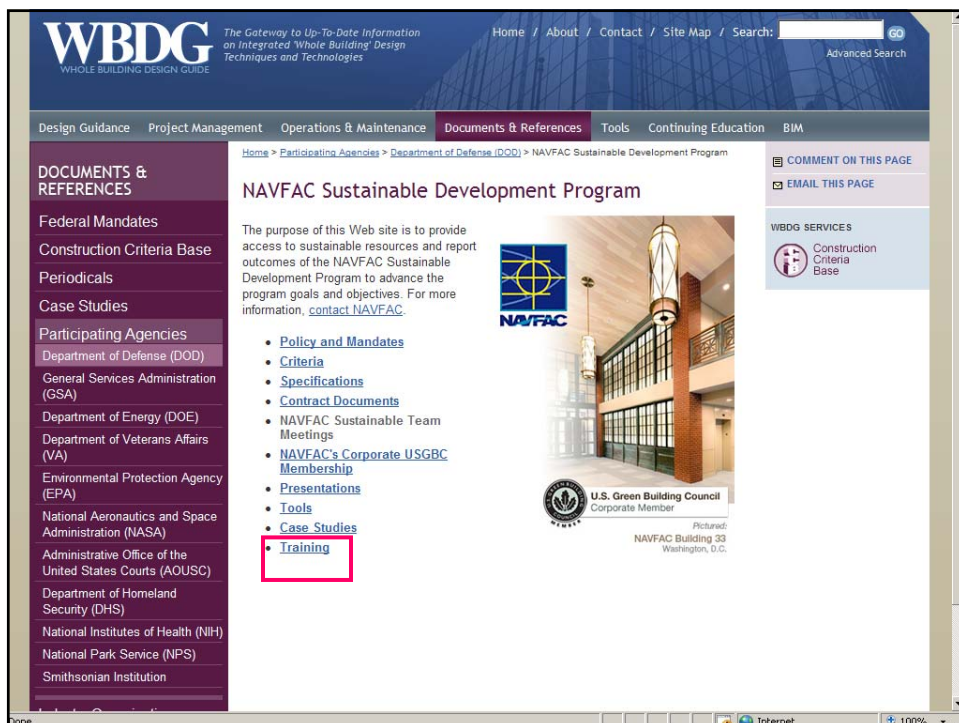 WBDG
WHOLE BUILDING DESIGN GUIDE
The Gateway to Up-To-Date Information
on Integrated 'Whole Building' Design
Techniques and Technologies
Home / About / Contact / Site Map / Search:
GO
Advanced Search
Design Guidance Project Management Operations & Maintenance Documents & References Tools Continuing Education BIM
DOCUMENTS &
REFERENCES
Federal Mandates
Construction Criteria Base
Periodicals
Case Studies
Participating Agencies
Department of Defense (DOD)
General Services Administration
(GSA)
Department of Energy (DOE)
Department of Veterans Affairs
(VA)
Environmental Protection Agency
(EPA)
National Aeronautics and Space
Administration (NASA)
Administrative Office of the
United States Courts (AOUSC)
Department of Homeland
Security (DHS)
National Institutes of Health (NIH)
National Park Service (NPS)
Smithsonian Institution
Home > Participating Agencies > Department of Defense (DOD) > NAVFAC Sustainable Development Program
NAVFAC Sustainable Development Program
The purpose of this Web site is to provide
access to sustainable resources and report
outcomes of the NAVFAC Sustainable
Development Program to advance the
program goals and objectives. For more
information, contact NAVFAC.
• Policy and Mandates
• Criteria
• Specifications
• Contract Documents
• NAVFAC Sustainable Team
Meetings
• NAVFAC's Corporate USGBC
Membership
• Presentations
• Tools
• Case Studies
• Training
NAVFAC
U.S. Green Building Council
Corporate Member
MEMBER
Pictured:
NAVFAC Building 33
Washington, D.C.
COMMENT ON THIS PAGE
EMAIL THIS PAGE
WBDG SERVICES
Construction
Criteria
Base
Done
Internet
100%